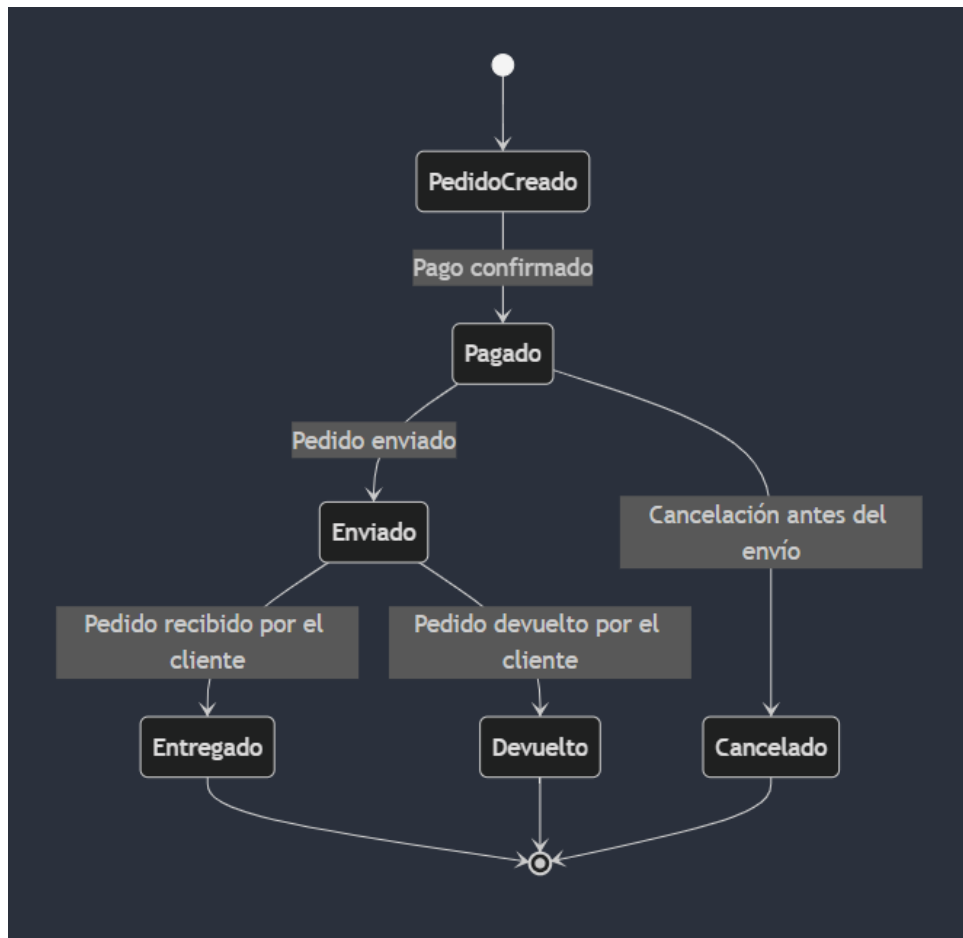 PedidoCreado
Pago confirmado
Pagado
Pedido enviado
Cancelación antes del
envío
Enviado
Pedido recibido por el
cliente
Pedido devuelto por el
cliente
Entregado
Devuelto
Cancelado